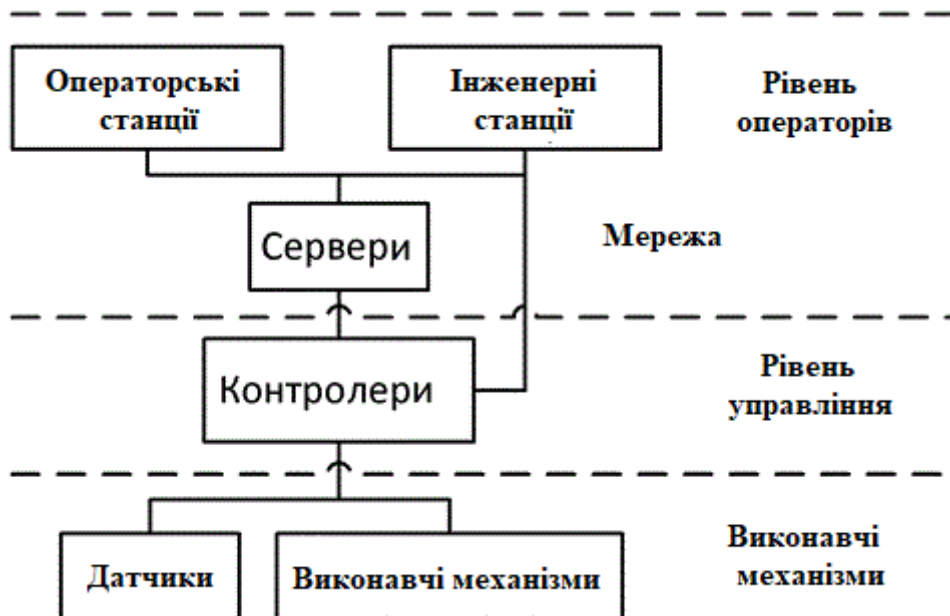 Операторські
станції
Інженерні
станції
Рівень
операторів
Сервери
Мережа
Контролери
Рівень
управління
Датчики
Виконавчі механізми
Виконавчі
механізми